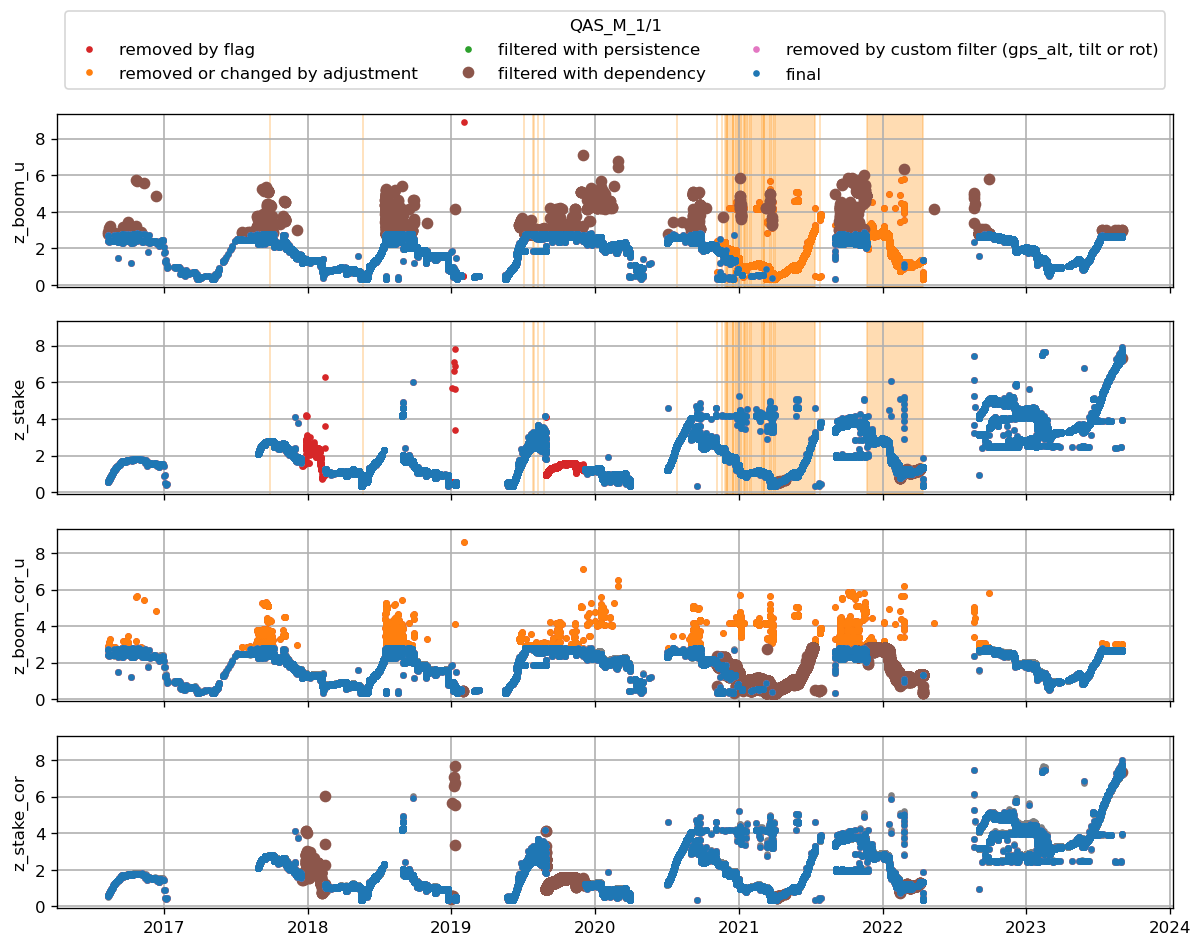 QAS_M_1/1
removed by flag
filtered with persistence
removed by custom filter (gps_alt, tilt or rot)
removed or changed by adjustment
filtered with dependency
final
z_boom_u
8
6
4
2
0
z_stake
8
6
4
2
0
z_boom_cor_u
8
6
4
2
0
z_stake_cor
8
6
4
2
0
2017 2018 2019 2020 2021 2022 2023 2024